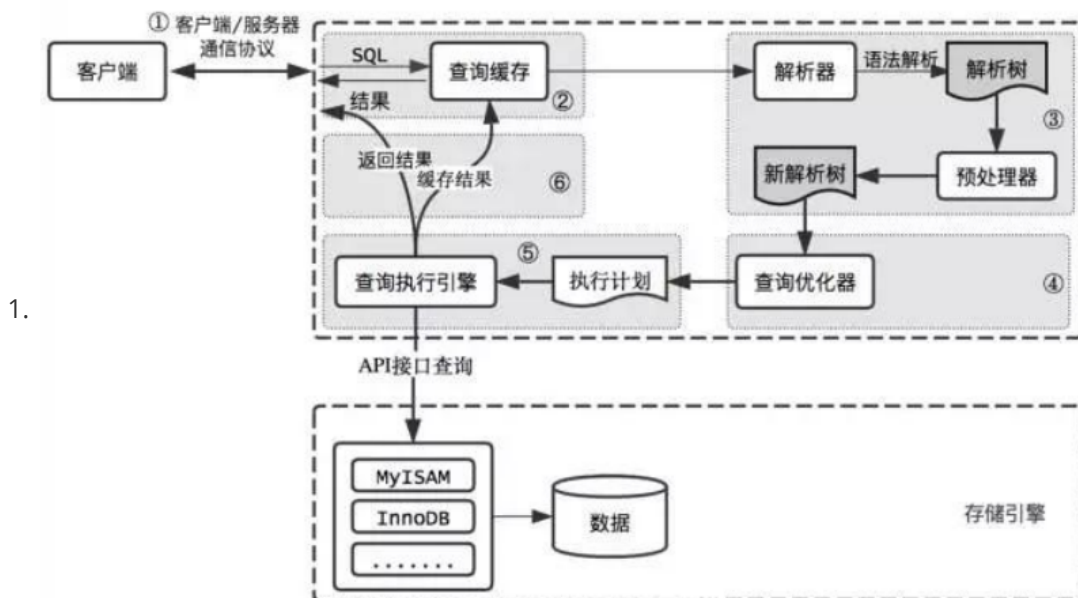 ① 客户端/服务器
通信协议
客户端
SQL
查询缓存
结果
②
解析器
语法解析
解析树
③
返回结果
缓存结果
⑥
新解析树
预处理器
⑤
查询执行引擎
执行计划
查询优化器
④
1.
API接口查询
MyISAM
InnoDB
.......
数据
存储引擎